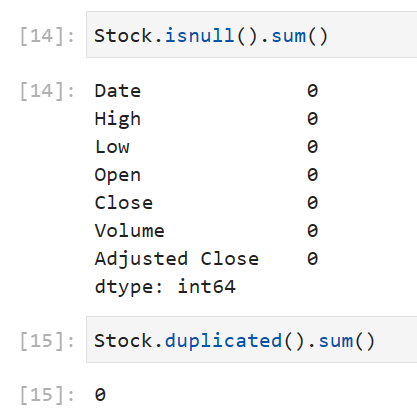 [14]: Stock.isnull().sum()
[14]: Date 0
High 0
Low 0
Open 0
Close 0
Volume 0
Adjusted Close 0
dtype: int64
[15]: Stock.duplicated().sum()
[15]: 0